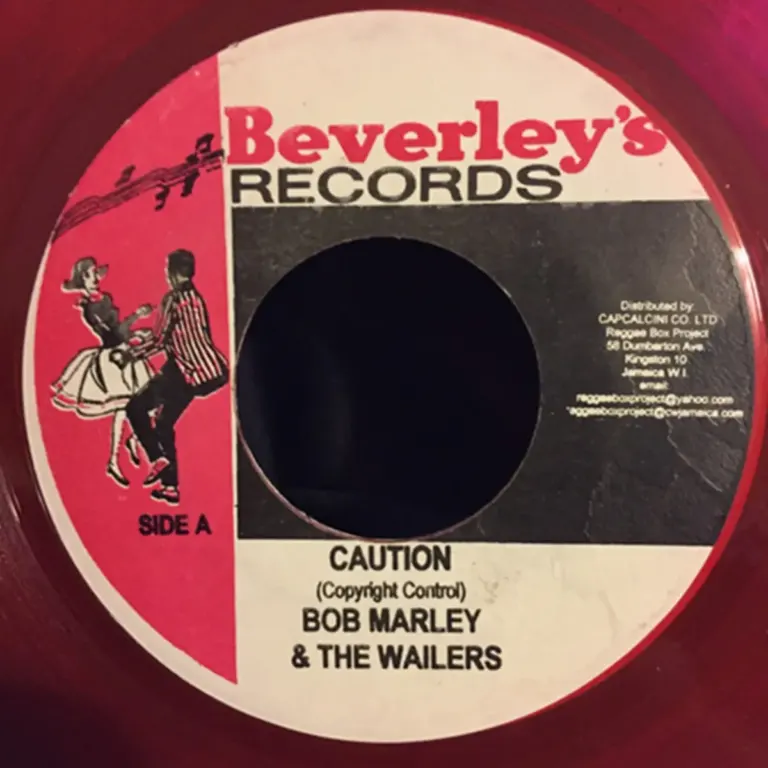 Beverley's
RECORDS
Distributed by
CAPCALCINI CO. LTD
Raggae Box Project
58 Dumbarton Ave.
Kingston 10
Jamaica W.I.
email:
reggaeboxproject@yahoo.com
reggaeboxproject@cwjamaica.com
SIDE A
CAUTION
(Copyright Control)
BOB MARLEY
& THE WAILERS